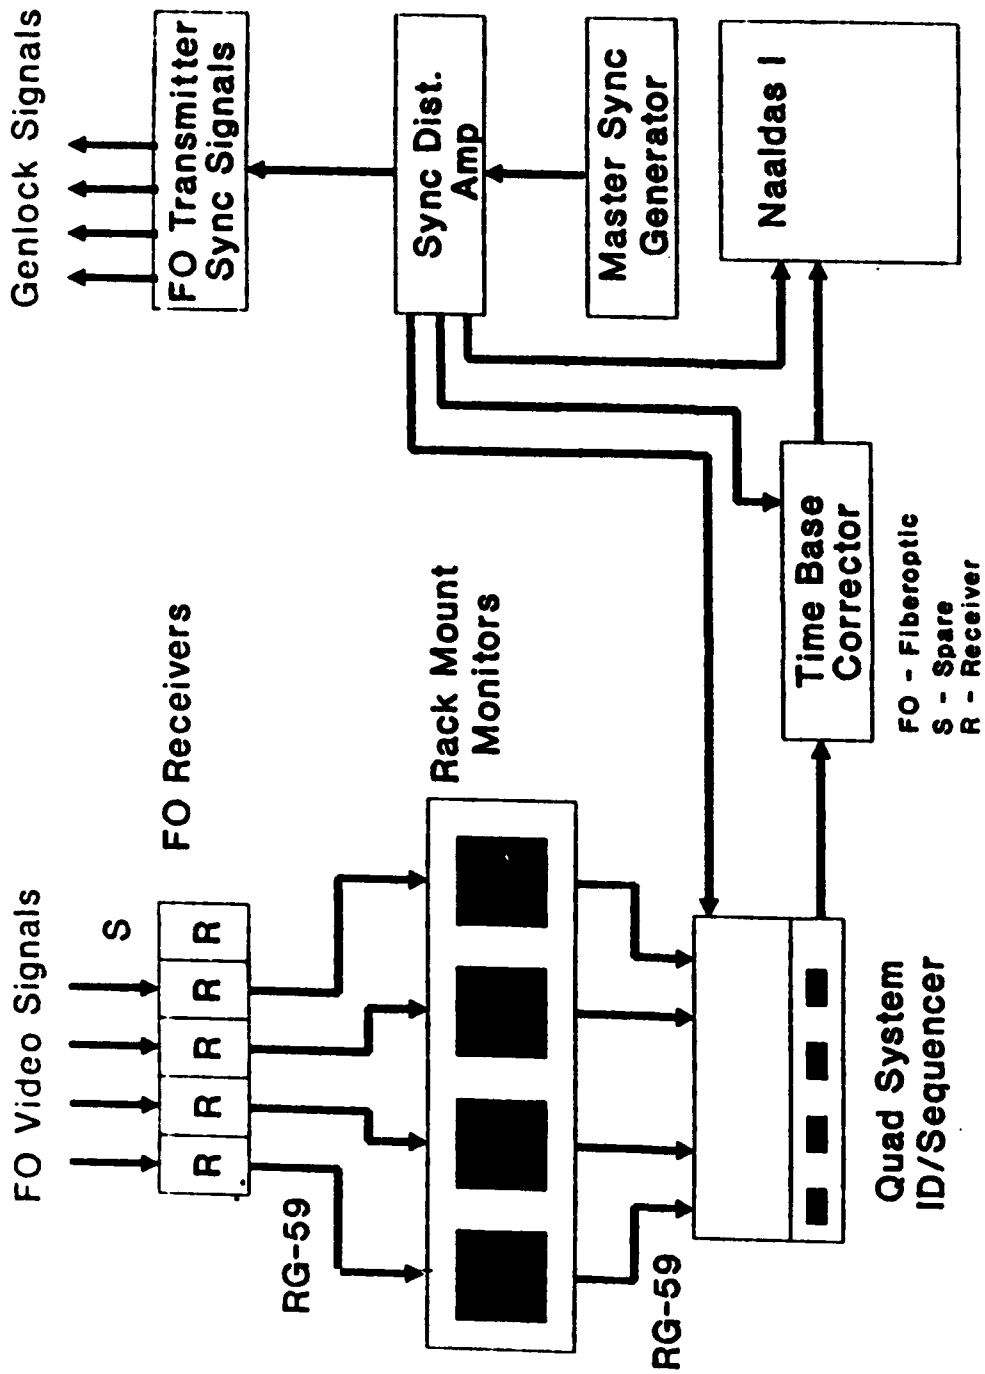 FO Video Signals
S
FO Receivers
R
R
R
R
R
RG-59
Rack Mount
Monitors
RG-59
Quad System
ID/Sequencer
Genlock Signals
FO Transmitter
Sync Signals
Sync Dist.
Amp
Master Sync
Generator
Naaldas I
Time Base
Corrector
FO - Fiberoptic
S - Spare
R - Receiver